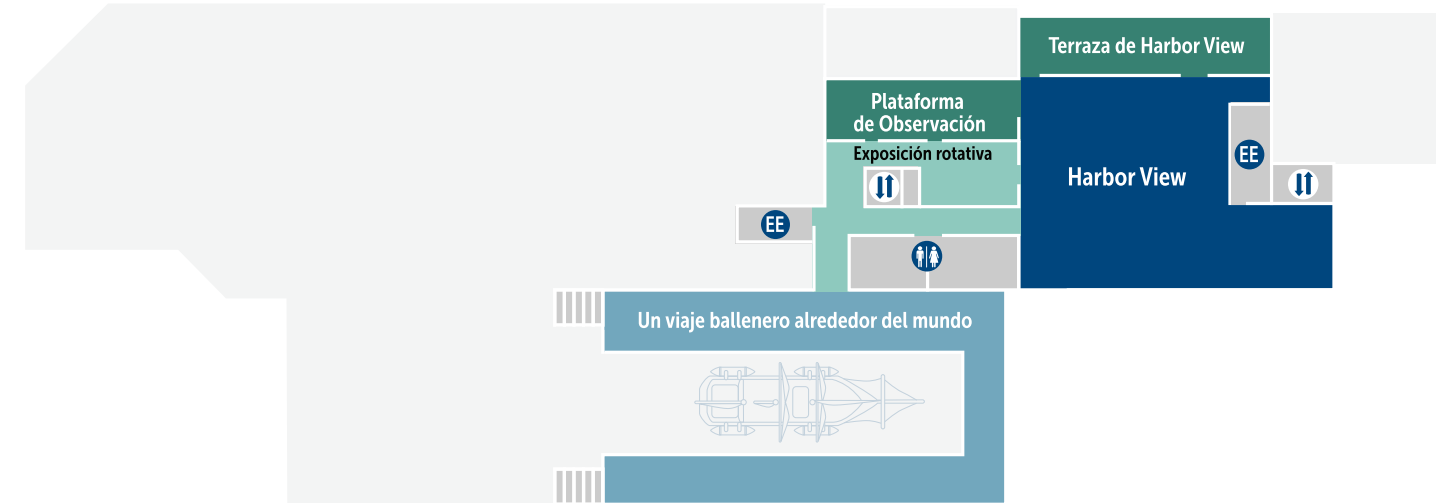 Terraza de Harbor View
Plataforma
de Observación
Exposición rotativa
EE
Harbor View
EE
Un viaje ballenero alrededor del mundo